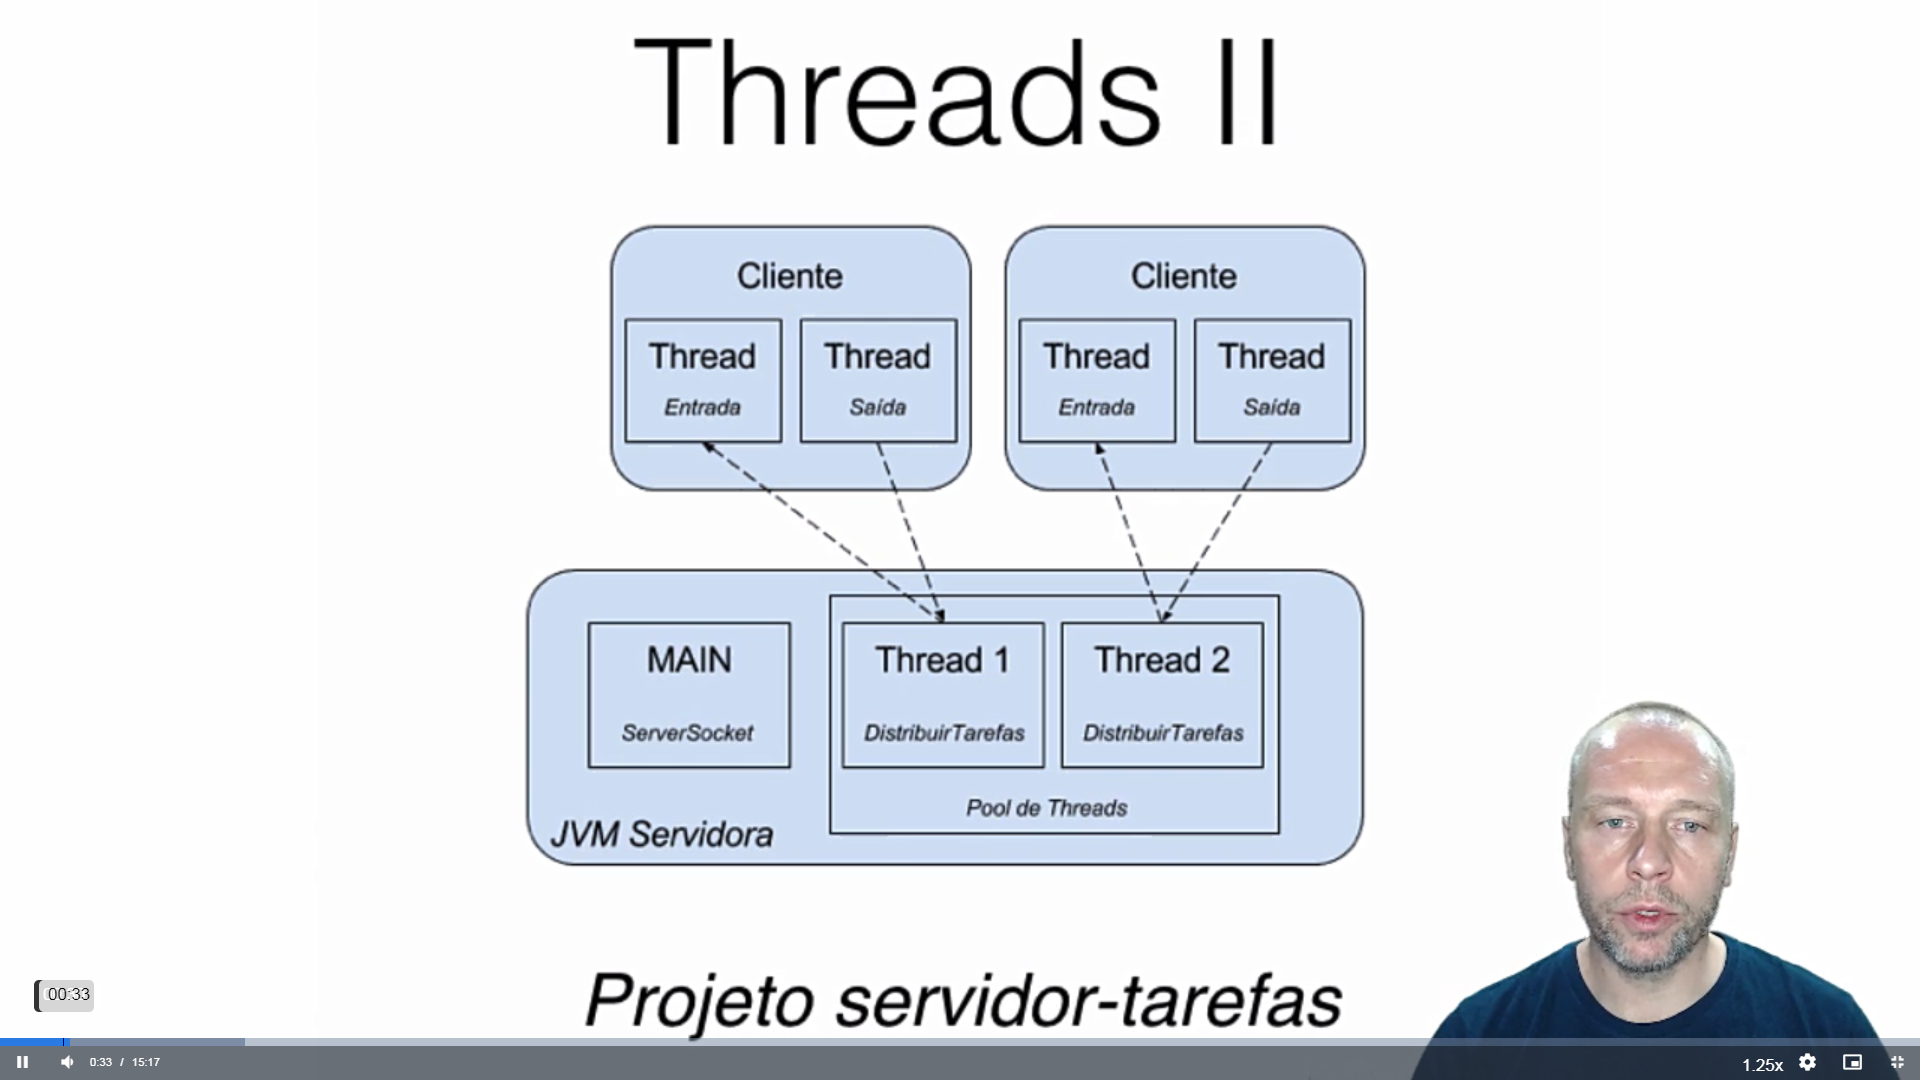 Threads II
Cliente
Cliente
Thread
Thread
Thread
Thread
Entrada
Saída
Entrada
Saída
MAIN
Thread 1
Thread 2
ServerSocket
DistribuirTarefas
DistribuirTarefas
Pool de Threads
JVM Servidora
Projeto servidor-tarefas
00:33
0:33 / 15:17
1.25x